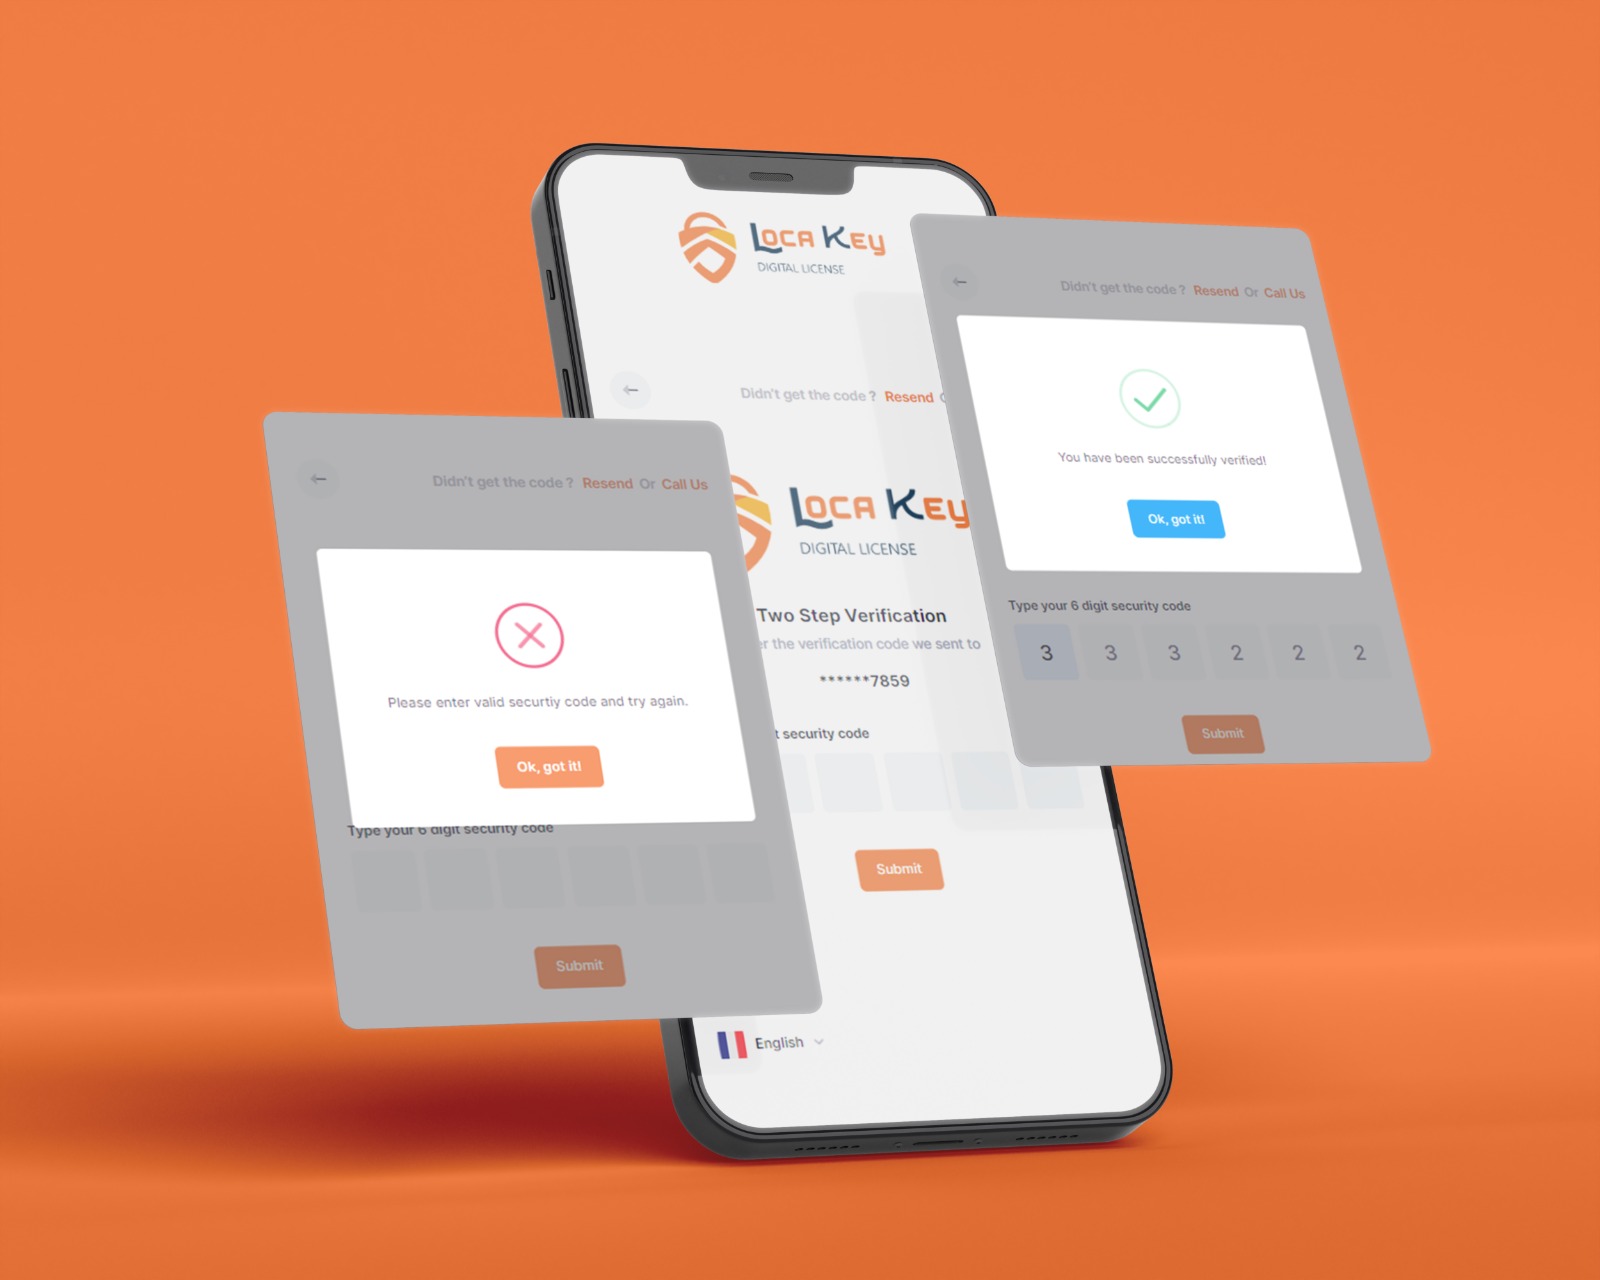 LOCA KEY
DIGITAL LICENSE
Didn't get the code ? Resend
LOCA KEY
DIGITAL LICENSE
Two Step Verification
the verification code we sent to
******7859
security code
Submit
English
Didn't get the code ? Resend Or Call Us
Please enter valid securtiy code and try again.
Ok, got it!
Type your 6 digit security code
Submit
Didn't get the code ? Resend Or Call Us
You have been successfully verified!
Ok, got it!
Type your 6 digit security code
3 3 3 2 2 2
Submit